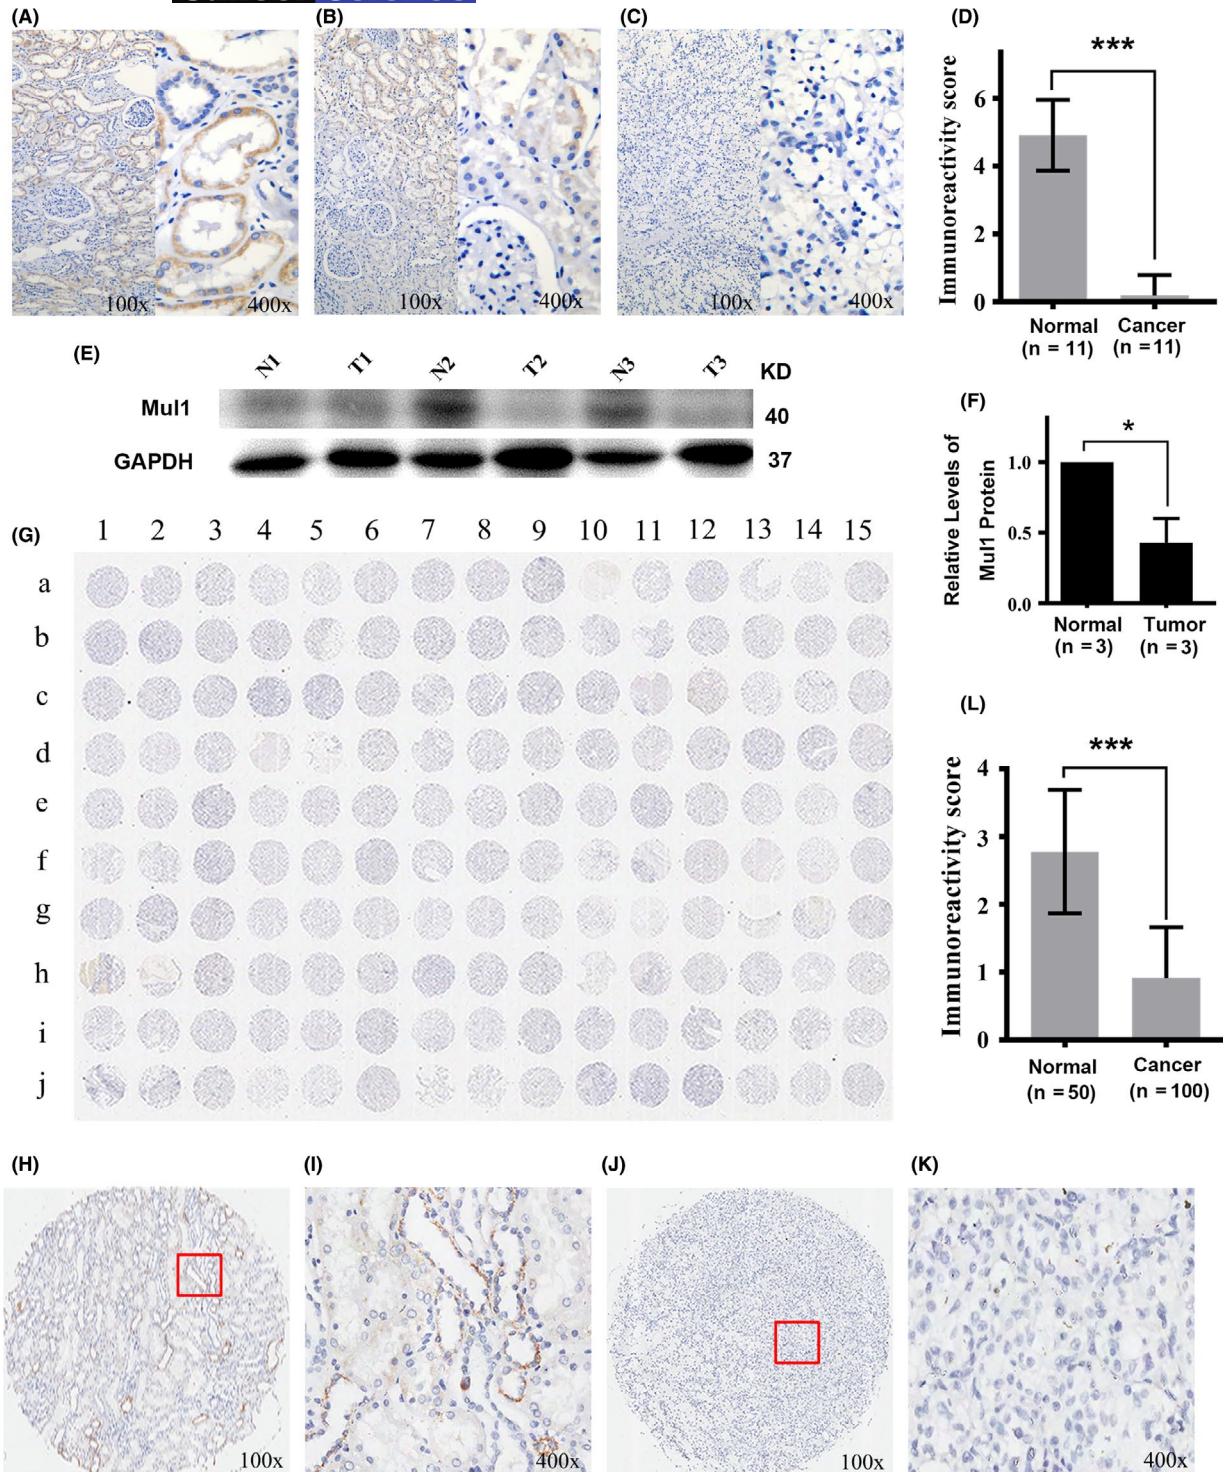 (A) (B) (C) (D)
100x 400x 100x 400x 100x 400x
***
Immunoreactivity score
6
4
2
0
Normal Cancer
(n = 11) (n = 11)
(E)
N1 T1 N2 T2 N3 T3 KD
Mul1 40
GAPDH 37
(F)
*
Relative Levels of
Mul1 Protein
1.0
0.5
0.0
Normal Tumor
(n = 3) (n = 3)
(G)
1 2 3 4 5 6 7 8 9 10 11 12 13 14 15
a
b
c
d
e
f
g
h
i
j
(L)
***
Immunoreactivity score
4
3
2
1
0
Normal Cancer
(n = 50) (n = 100)
(H) (I) (J) (K)
100x 400x 100x 400x